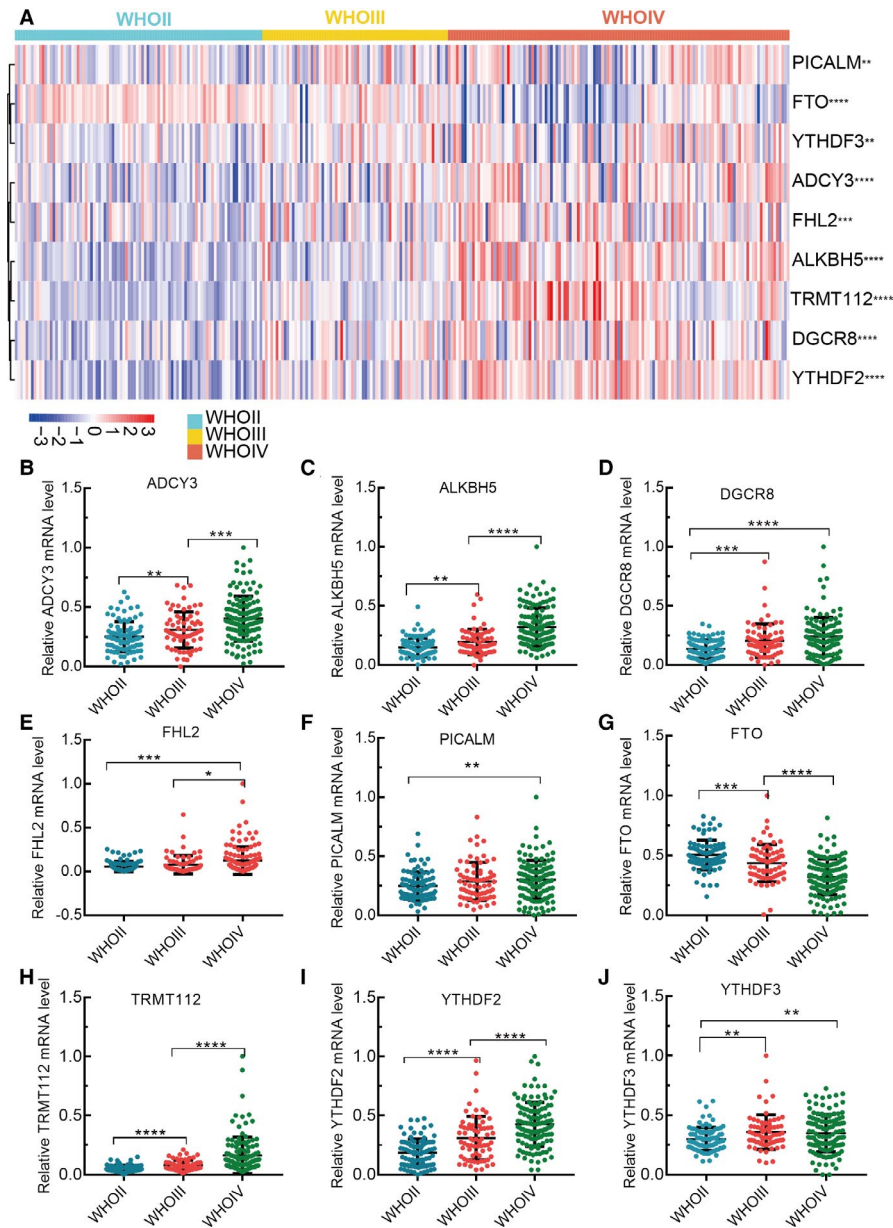 A
WHOII WHOIII WHOIV
PICALM**
FTO****
YTHDF3**
ADCY3****
FHL2***
ALKBH5****
TRMT112****
DGCR8****
YTHDF2****
-3 -2 -1 0 1 2 3
WHOII
WHOIII
WHOIV
B
ADCY3
Relative ADCY3 mRNA level
1.5
1.0
0.5
0.0
**
***
WHOII WHOIII WHOIV
C
ALKBH5
Relative ALKBH5 mRNA level
1.5
1.0
0.5
0.0
**
****
WHOII WHOIII WHOIV
D
DGCR8
Relative DGCR8 mRNA level
1.5
1.0
0.5
0.0
****
***
WHOII WHOIII WHOIV
E
FHL2
Relative FHL2 mRNA level
1.5
1.0
0.5
0.0
-0.5
***
*
WHOII WHOIII WHOIV
F
PICALM
Relative PICALM mRNA level
1.5
1.0
0.5
0.0
**
WHOII WHOIII WHOIV
G
FTO
Relative FTO mRNA level
1.5
1.0
0.5
0.0
***
****
WHOII WHOIII WHOIV
H
TRMT112
Relative TRMT112 mRNA level
1.5
1.0
0.5
0.0
****
****
WHOII WHOIII WHOIV
I
YTHDF2
Relative YTHDF2 mRNA level
1.5
1.0
0.5
0.0
****
****
WHOII WHOIII WHOIV
J
YTHDF3
Relative YTHDF3 mRNA level
1.5
1.0
0.5
0.0
**
**
WHOII WHOIII WHOIV